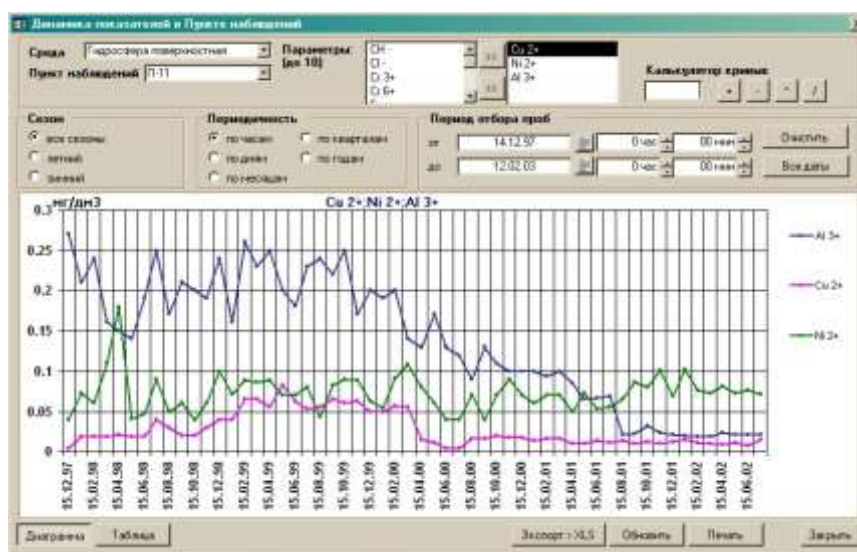 Динамика показателей в Пункте наблюдений
Среда Гидросфера поверхностная
Пункт наблюдений П-11
Параметры (до 10)
CH -
Cl -
Cr 3+
Cr 6+
Cu 2+
Ni 2+
Al 3+
Калькулятор кривых
+ - * /
Сезон
все сезоны
летний
зимний
Периодичность
по часам по кварталам
по дням по годам
по месяцам
Период отбора проб
от 14.12.97 0 час 00 мин
до 12.02.03 0 час 00 мин
Очистить
Все даты
мг/дм3
Cu 2+;Ni 2+;Al 3+
0.3
0.25
0.2
0.15
0.1
0.05
0
15.12.97
15.02.98
15.04.98
15.06.98
15.08.98
15.10.98
15.12.98
15.02.99
15.04.99
15.06.99
15.08.99
15.10.99
15.12.99
15.02.00
15.04.00
15.06.00
15.08.00
15.10.00
15.12.00
15.02.01
15.04.01
15.06.01
15.08.01
15.10.01
15.12.01
15.02.02
15.04.02
15.06.02
Al 3+
Cu 2+
Ni 2+
Диаграмма Таблица Экспорт > XLS Обновить Печать Закрыть